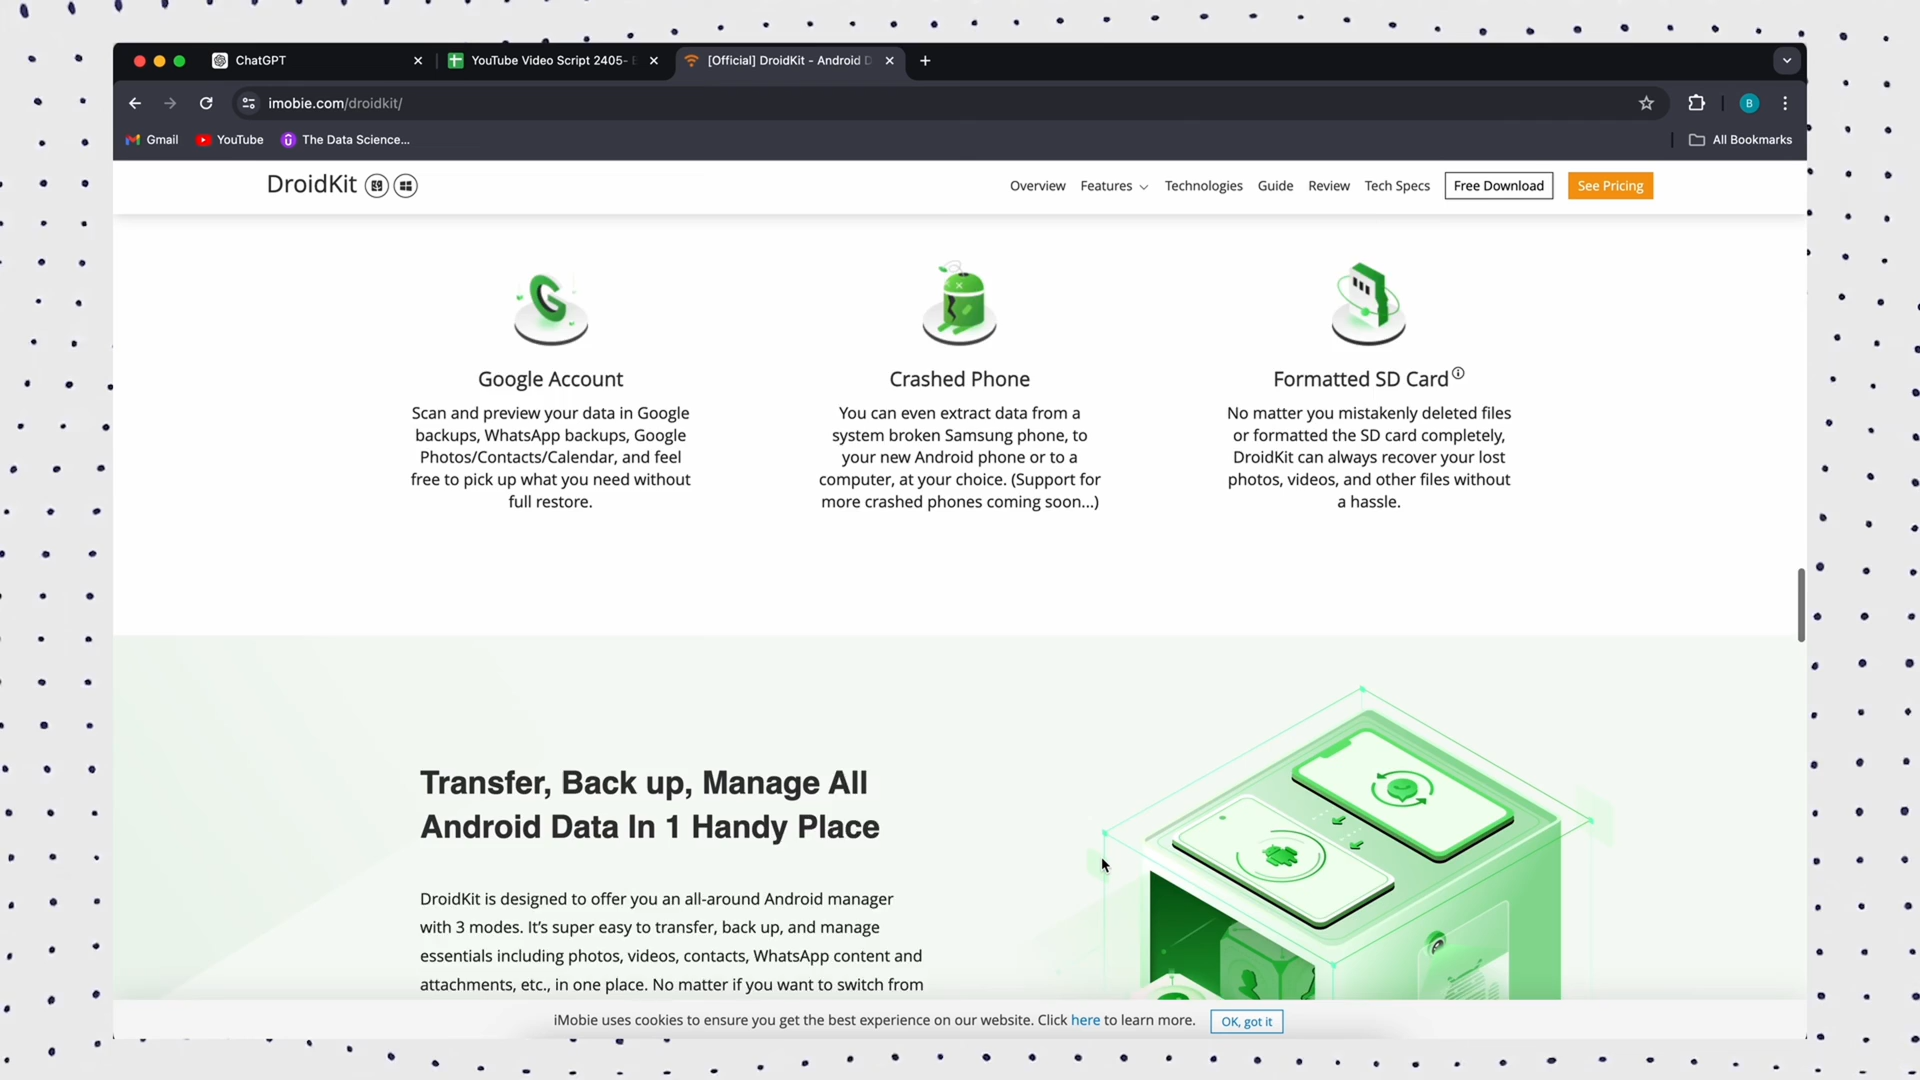 ChatGPT
YouTube Video Script 2405-
[Official] DroidKit - Android D
imobie.com/droidkit/
B
Gmail
YouTube
The Data Science...
All Bookmarks
DroidKit
Overview
Features
Technologies
Guide
Review
Tech Specs
Free Download
See Pricing
Google Account
Scan and preview your data in Google
backups, WhatsApp backups, Google
Photos/Contacts/Calendar, and feel
free to pick up what you need without
full restore.
Crashed Phone
You can even extract data from a
system broken Samsung phone, to
your new Android phone or to a
computer, at your choice. (Support for
more crashed phones coming soon...)
Formatted SD Card
No matter you mistakenly deleted files
or formatted the SD card completely,
DroidKit can always recover your lost
photos, videos, and other files without
a hassle.
Transfer, Back up, Manage All
Android Data In 1 Handy Place
DroidKit is designed to offer you an all-around Android manager
with 3 modes. It's super easy to transfer, back up, and manage
essentials including photos, videos, contacts, WhatsApp content and
attachments, etc., in one place. No matter if you want to switch from
iMobie uses cookies to ensure you get the best experience on our website. Click here to learn more.
OK, got it